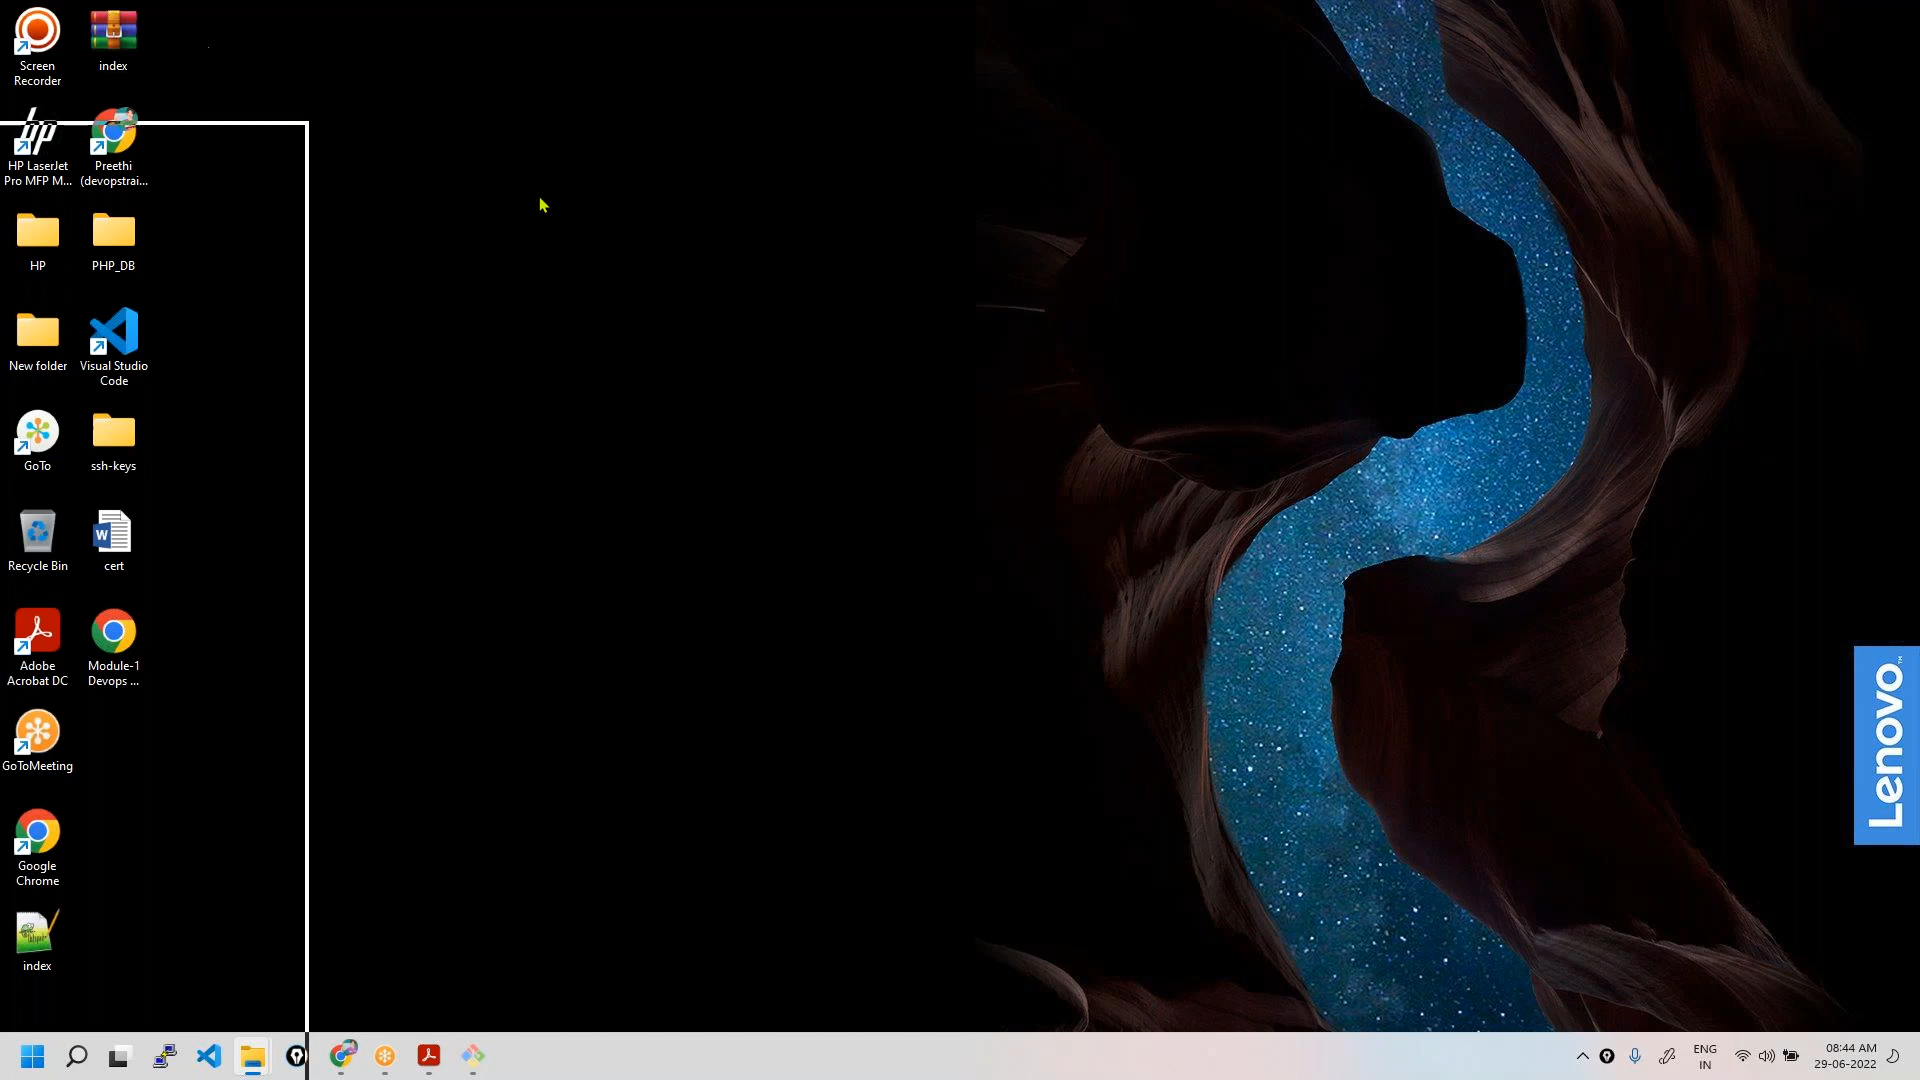 Screen
Recorder
index
HP LaserJet
Pro MFP M...
Preethi
(devopstrai...
HP
PHP_DB
New folder
Visual Studio
Code
GoTo
ssh-keys
Recycle Bin
cert
Adobe
Acrobat DC
Module-1
Devops ...
GoToMeeting
Google
Chrome
index
Lenovo™
ENG
IN
08:44 AM
29-06-2022